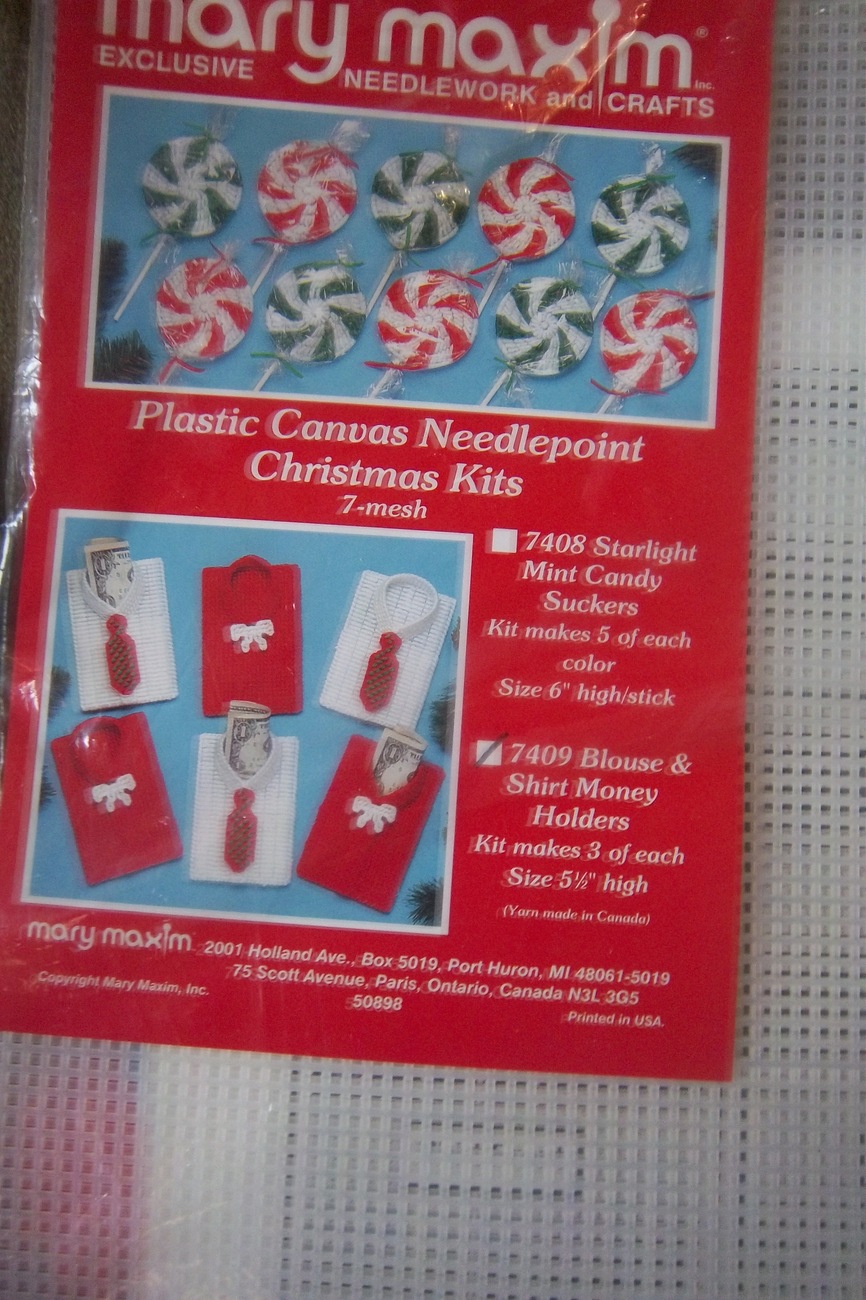 mary maxim® Inc.
EXCLUSIVE NEEDLEWORK and CRAFTS
Plastic Canvas Needlepoint
Christmas Kits
7-mesh
7408 Starlight
Mint Candy
Suckers
Kit makes 5 of each
color
Size 6" high/stick
7409 Blouse &
Shirt Money
Holders
Kit makes 3 of each
Size 5½" high
(Yarn made in Canada)
mary maxim
2001 Holland Ave., Box 5019, Port Huron, MI 48061-5019
75 Scott Avenue, Paris, Ontario, Canada N3L 3G5
Copyright Mary Maxim, Inc.
50898
Printed in USA.